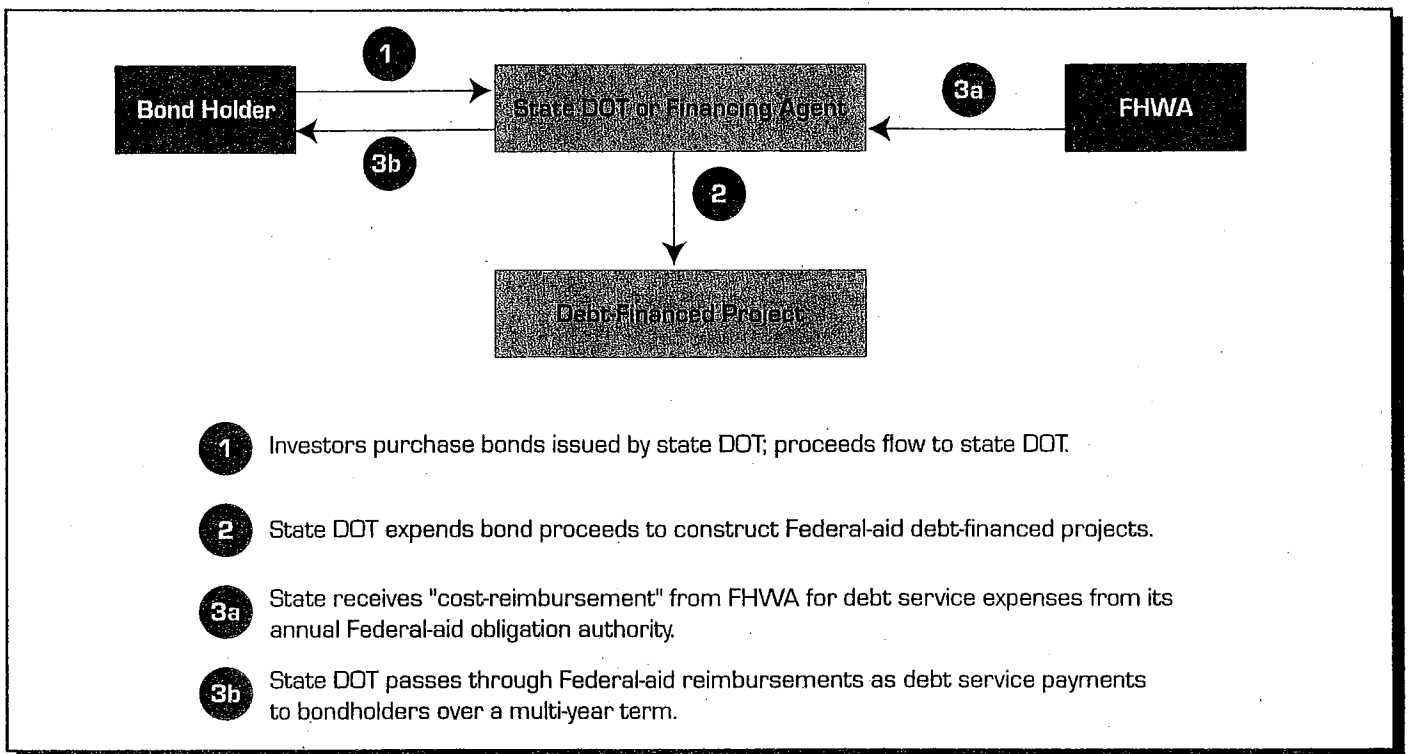 1
Bond Holder
State DOT or Financing Agent
3a
FHWA
3b
2
Debt-Financed Project
1 Investors purchase bonds issued by state DOT; proceeds flow to state DOT.
2 State DOT expends bond proceeds to construct Federal-aid debt-financed projects.
3a State receives "cost-reimbursement" from FHWA for debt service expenses from its
annual Federal-aid obligation authority.
3b State DOT passes through Federal-aid reimbursements as debt service payments
to bondholders over a multi-year term.